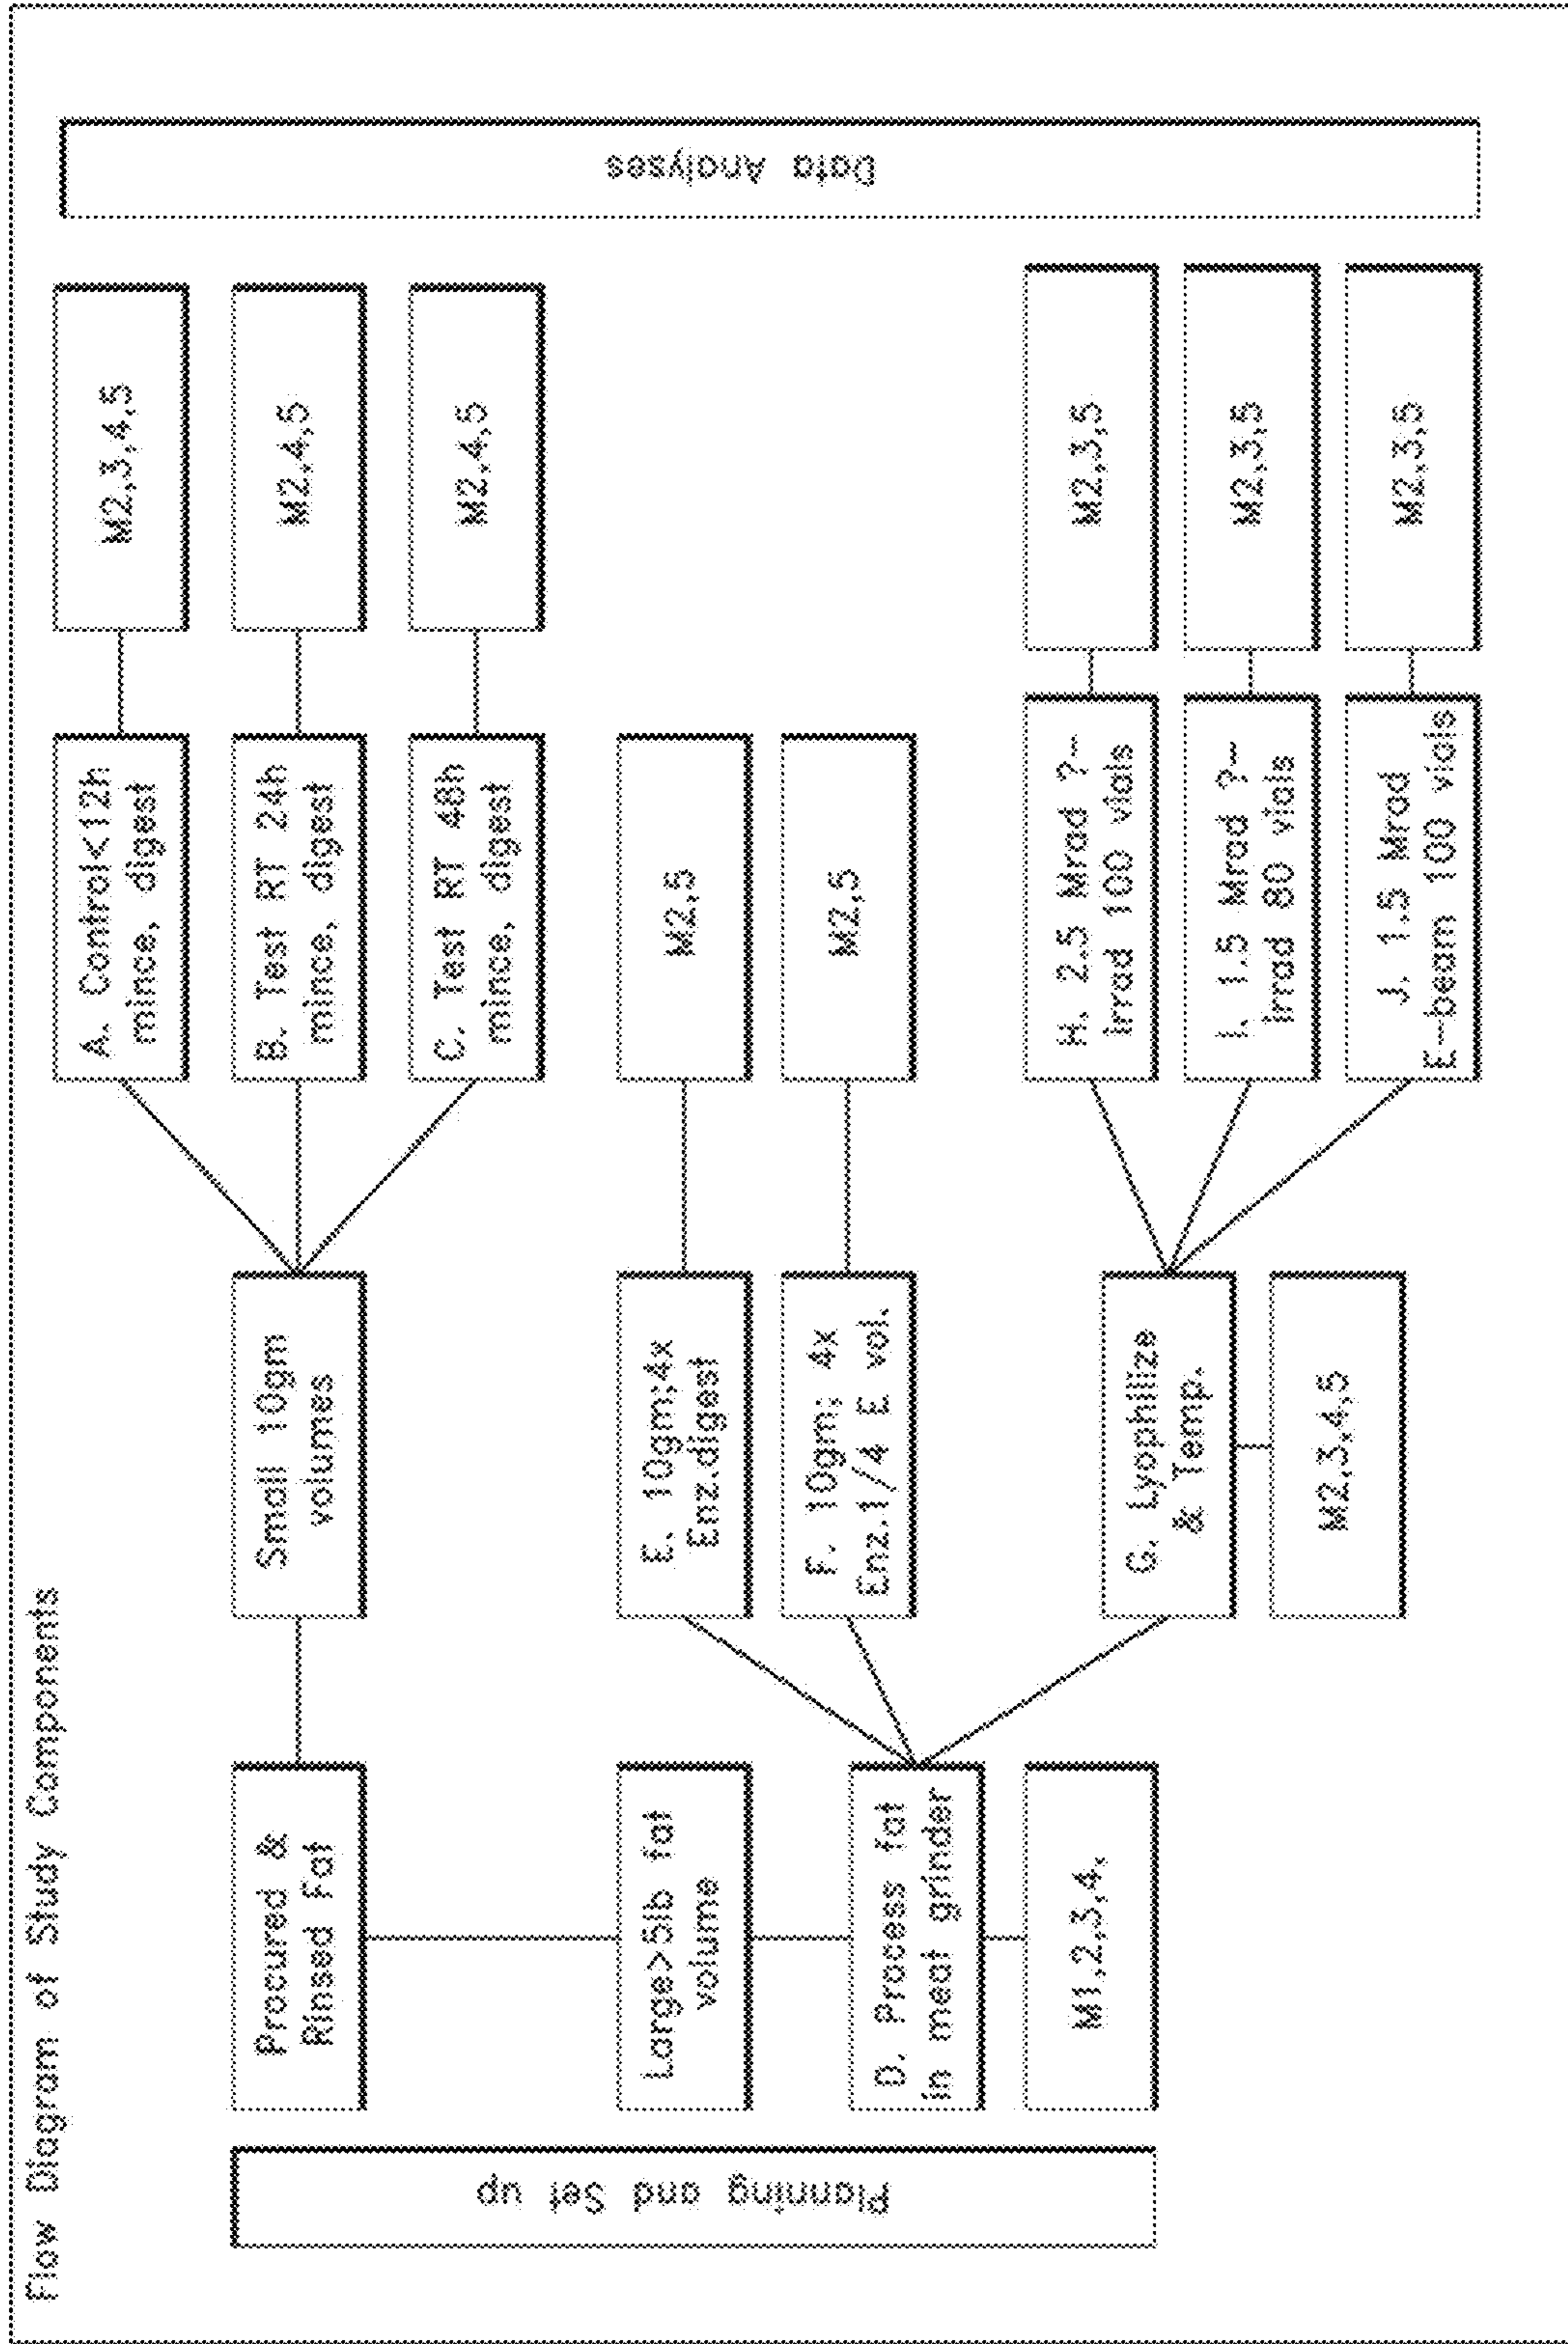 Flow Diagram of Study Components
Planning and Set up
Procured &
Rinsed Fat
Large>5lb fat
volume
D. Process fat
in meat grinder
M1,2,3,4,
Small 10gm
volumes
E. 10gm;4x
Enz.digest
F. 10gm; 4x
Enz.1/4 E vol.
G. Lyophilize
& Temp.
M2,3,4,5
A. Control<12h
mince, digest
B. Test RT 24h
mince, digest
C. Test RT 48h
mince, digest
M2,5
M2,5
H. 2.5 Mrad ?-
irrad 100 vials
I. 1.5 Mrad ?-
irrad 80 vials
J. 1.5 Mrad
E-beam 100 vials
M2,3,4,5
M2,4,5
M2,4,5
M2,3,5
M2,3,5
M2,3,5
Data Analyses